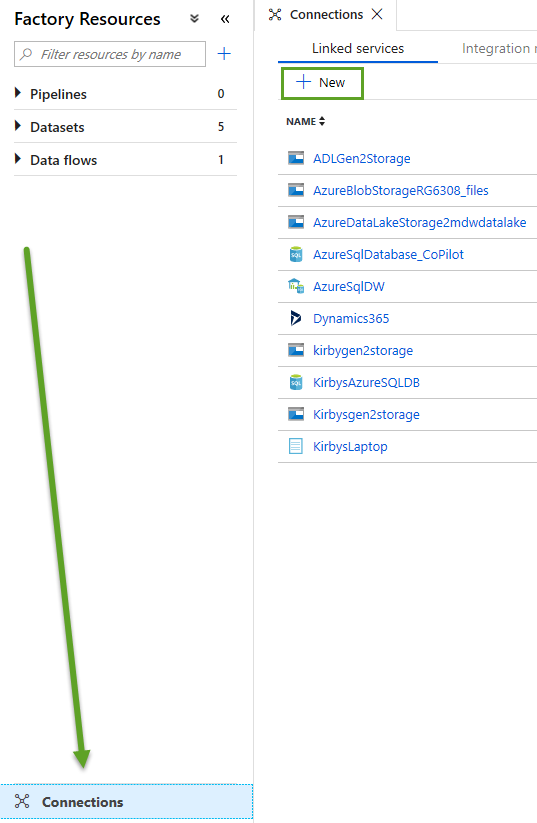 Factory Resources
Filter resources by name
Pipelines 0
Datasets 5
Data flows 1
Connections
Connections
Linked services Integration
New
NAME
ADLGen2Storage
AzureBlobStorageRG6308_files
AzureDataLakeStorage2mdwdatalake
AzureSqlDatabase_CoPilot
AzureSqlDW
Dynamics365
kirbygen2storage
KirbysAzureSQLDB
Kirbysgen2storage
KirbysLaptop